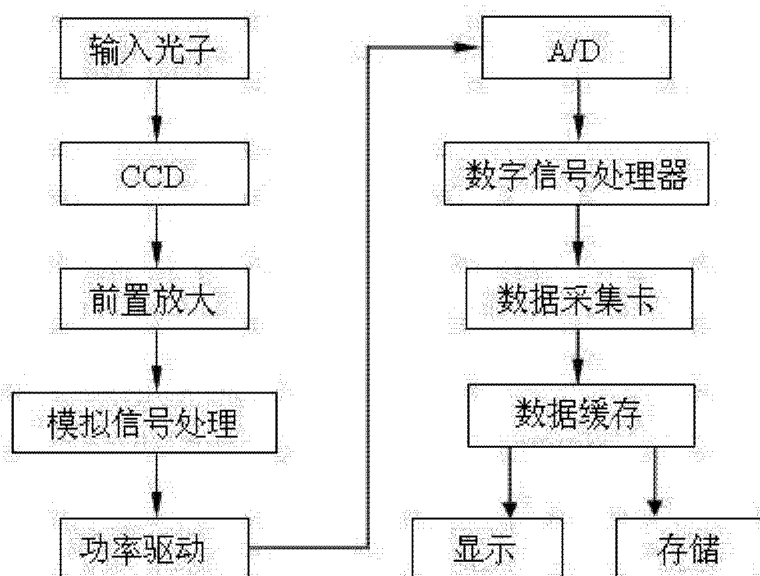 输入光子
CCD
前置放大
模拟信号处理
功率驱动
A/D
数字信号处理器
数据采集卡
数据缓存
显示
存储